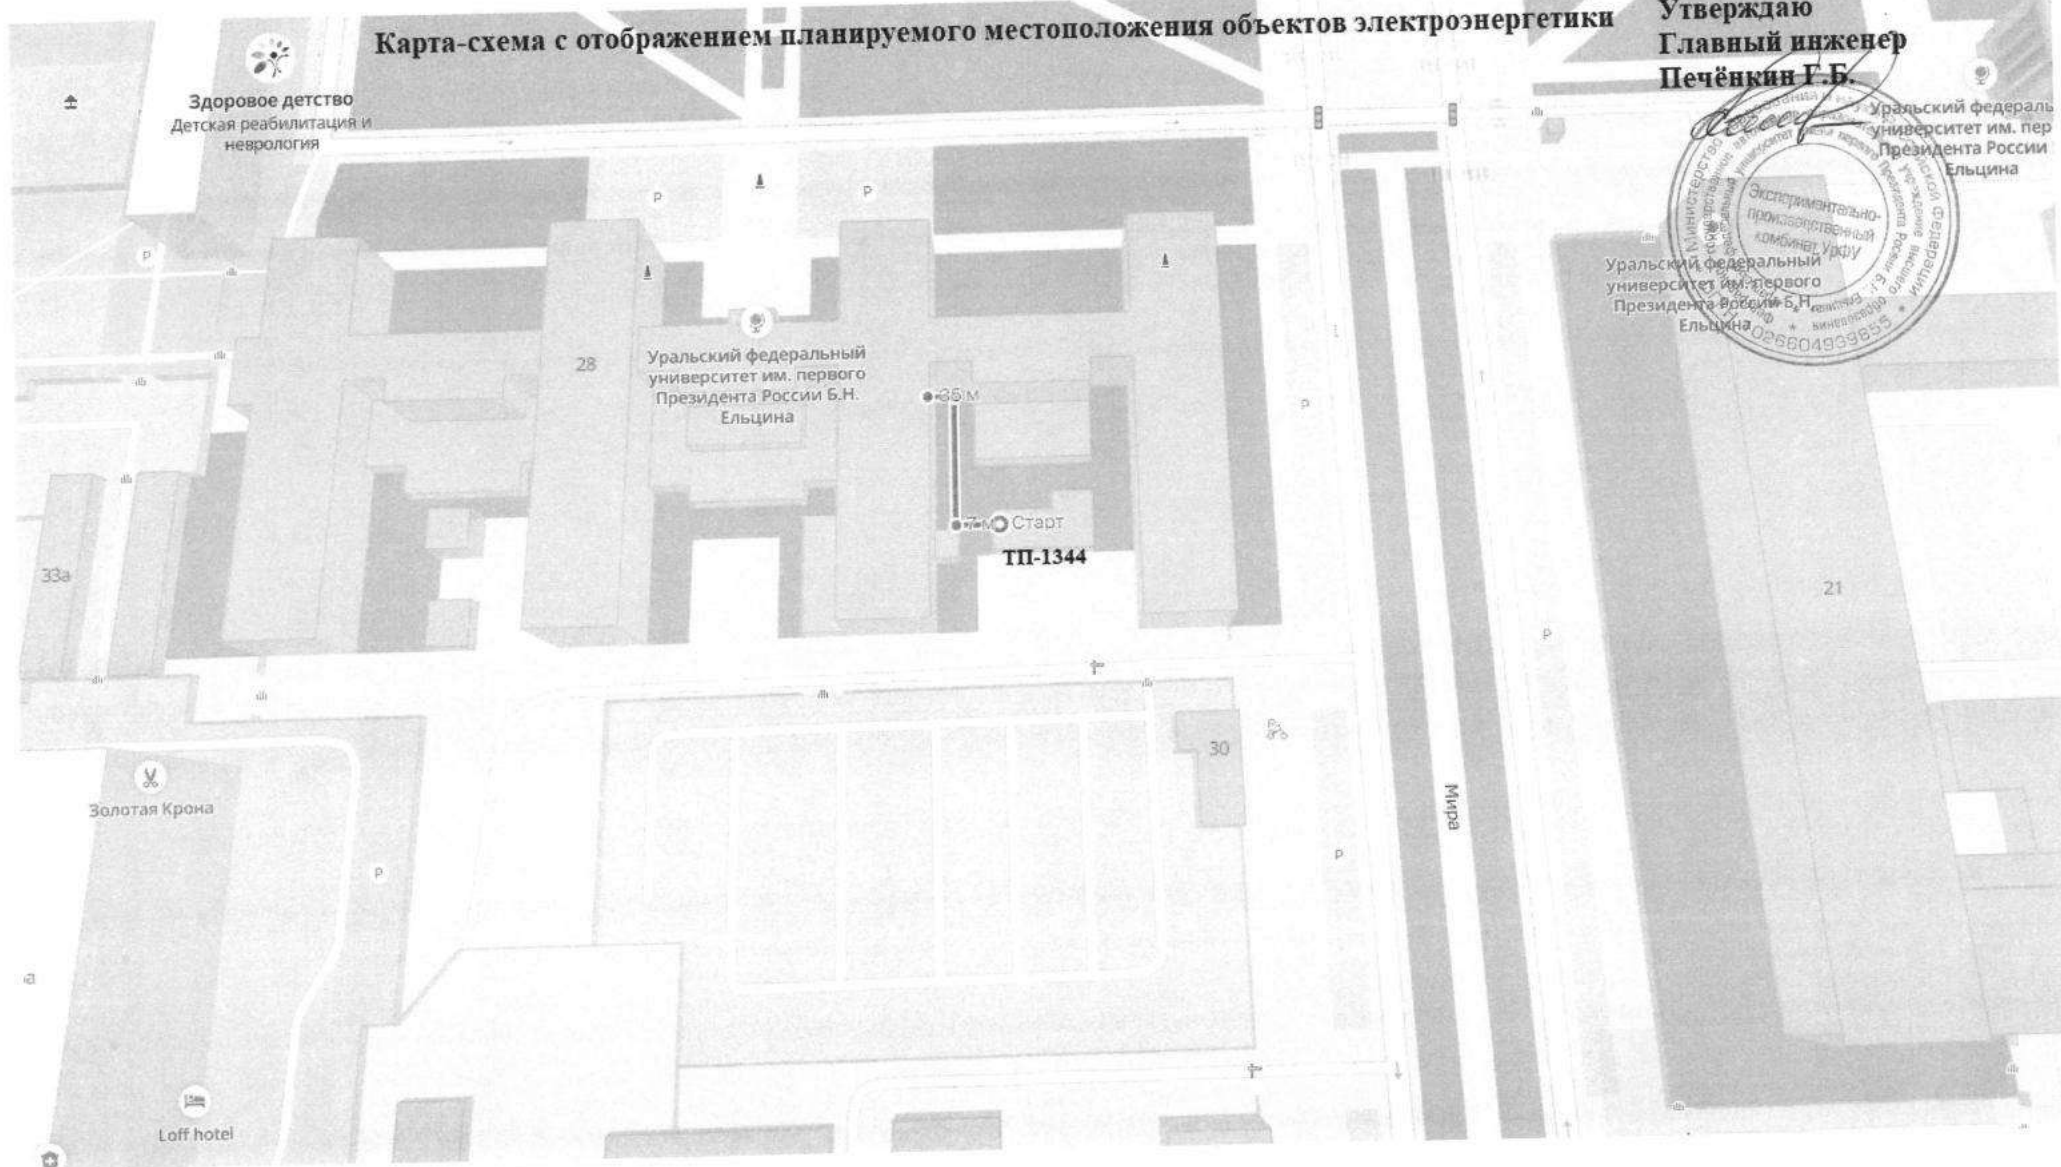 Карта-схема с отображением планируемого местоположения объектов электроэнергетики
Утверждаю
Главный инженер
Печёнкин Г.Б.
Здоровое детство
Детская реабилитация и
неврология
Уральский федераль
университет им. пер
Президента России
Ельцина
Экспериментально-
производственный
комбинат Урфу
Уральский федеральный
университет им. первого
Президента России Б.Н.
Ельцина
P
P
P
28
Уральский федеральный
университет им. первого
Президента России Б.Н.
Ельцина
35 м
P
7 м
Старт
ТП-1344
33а
21
P
30
Мира
Золотая Крона
P
P
Loff hotel